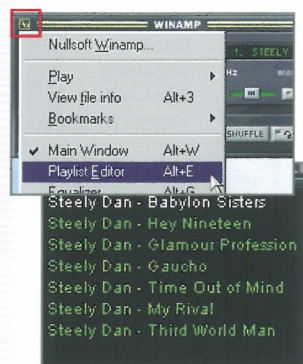 WINAMP
Nullsoft Winamp...
1. STEELY
Play
Hz
View file info Alt+3
Bookmarks
SHUFFLE
Main Window Alt+W
Playlist Editor Alt+E
Equalizer Alt+G
Steely Dan - Babylon Sisters
Steely Dan - Hey Nineteen
Steely Dan - Glamour Profession
Steely Dan - Gaucho
Steely Dan - Time Out of Mind
Steely Dan - My Rival
Steely Dan - Third World Man